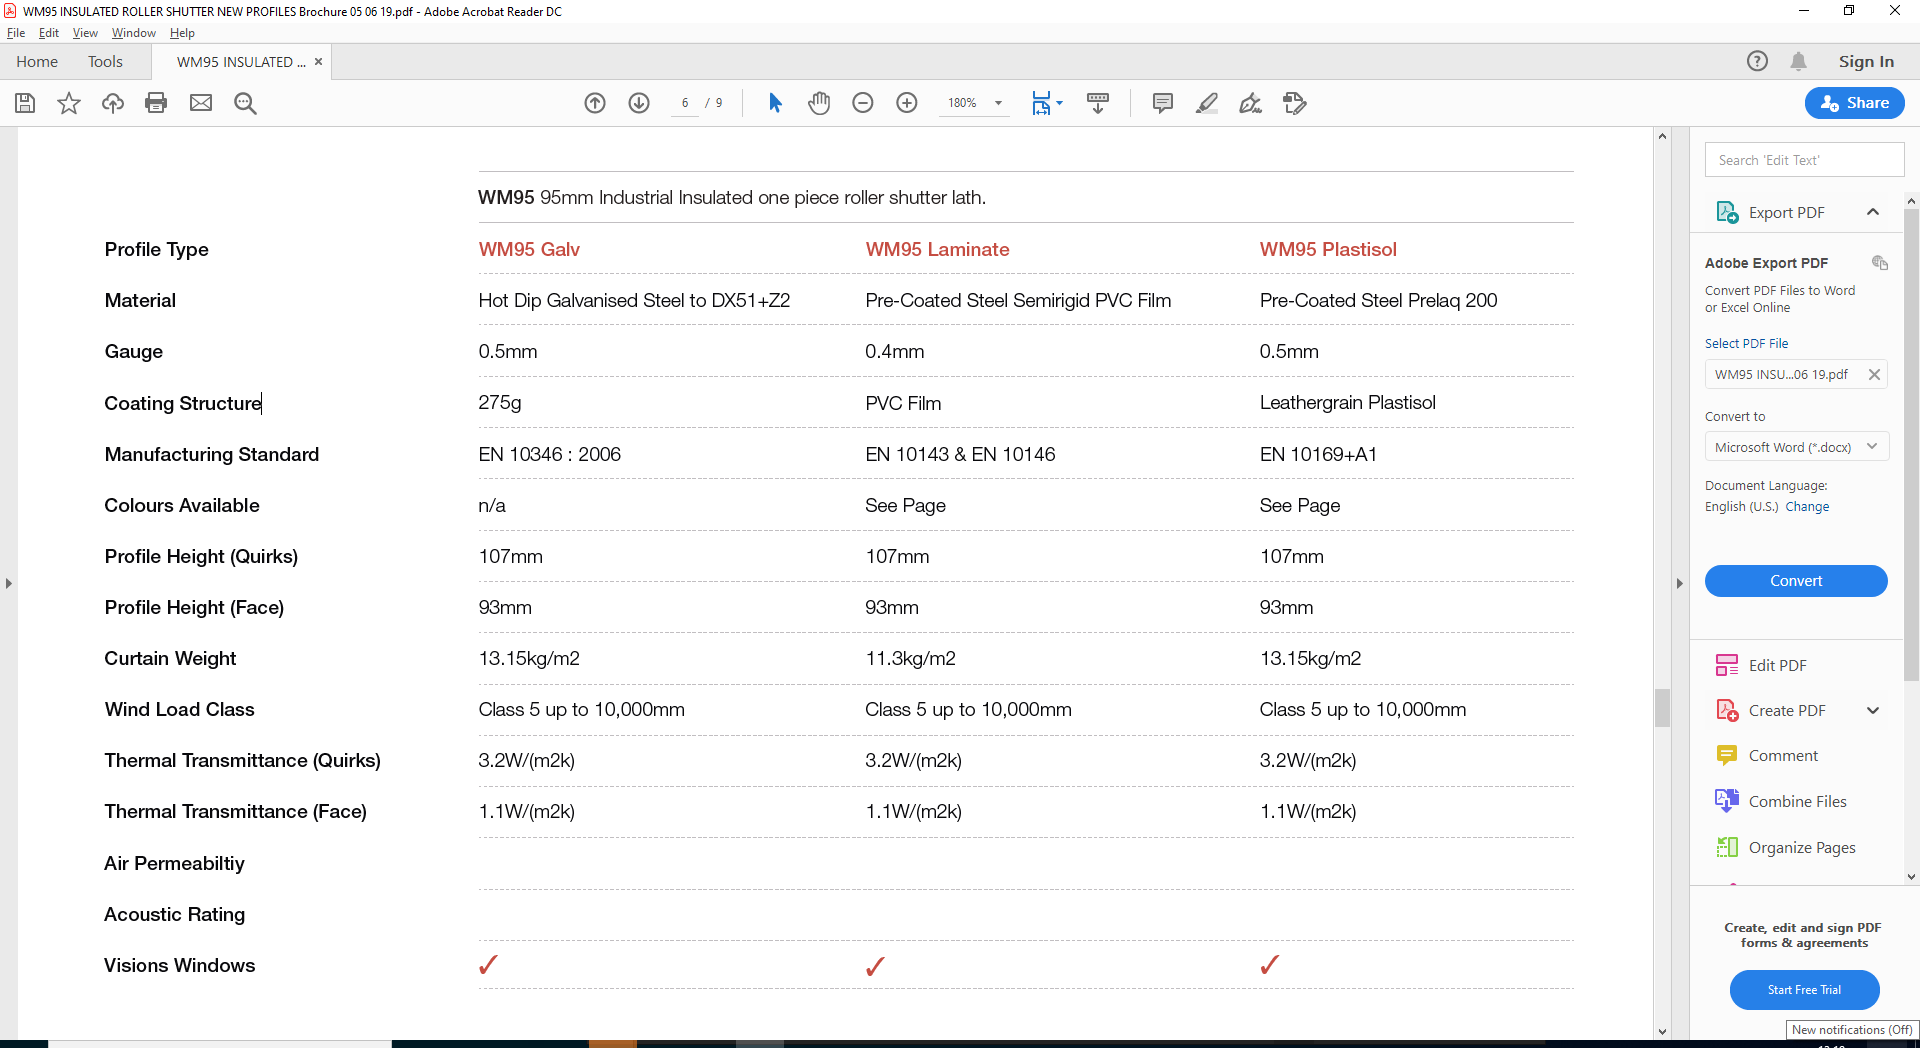 WM95 INSULATED ROLLER SHUTTER NEW PROFILES Brochure 05 06 19.pdf - Adobe Acrobat Reader DC
File Edit View Window Help
Home Tools WM95 INSULATED ... ×
Sign In
6 / 9
180%
Share
WM95 95mm Industrial Insulated one piece roller shutter lath.
Profile Type WM95 Galv WM95 Laminate WM95 Plastisol
Material Hot Dip Galvanised Steel to DX51+Z2 Pre-Coated Steel Semirigid PVC Film Pre-Coated Steel Prelaq 200
Gauge 0.5mm 0.4mm 0.5mm
Coating Structure 275g PVC Film Leathergrain Plastisol
Manufacturing Standard EN 10346 : 2006 EN 10143 & EN 10146 EN 10169+A1
Colours Available n/a See Page See Page
Profile Height (Quirks) 107mm 107mm 107mm
Profile Height (Face) 93mm 93mm 93mm
Curtain Weight 13.15kg/m2 11.3kg/m2 13.15kg/m2
Wind Load Class Class 5 up to 10,000mm Class 5 up to 10,000mm Class 5 up to 10,000mm
Thermal Transmittance (Quirks) 3.2W/(m2k) 3.2W/(m2k) 3.2W/(m2k)
Thermal Transmittance (Face) 1.1W/(m2k) 1.1W/(m2k) 1.1W/(m2k)
Air Permeabiltiy
Acoustic Rating
Visions Windows ✓ ✓ ✓
Search 'Edit Text'
Export PDF
Adobe Export PDF
Convert PDF Files to Word
or Excel Online
Select PDF File
WM95 INSU...06 19.pdf
Convert to
Microsoft Word (*.docx)
Document Language:
English (U.S.) Change
Convert
Edit PDF
Create PDF
Comment
Combine Files
Organize Pages
Create, edit and sign PDF
forms & agreements
Start Free Trial
New notifications (Off)